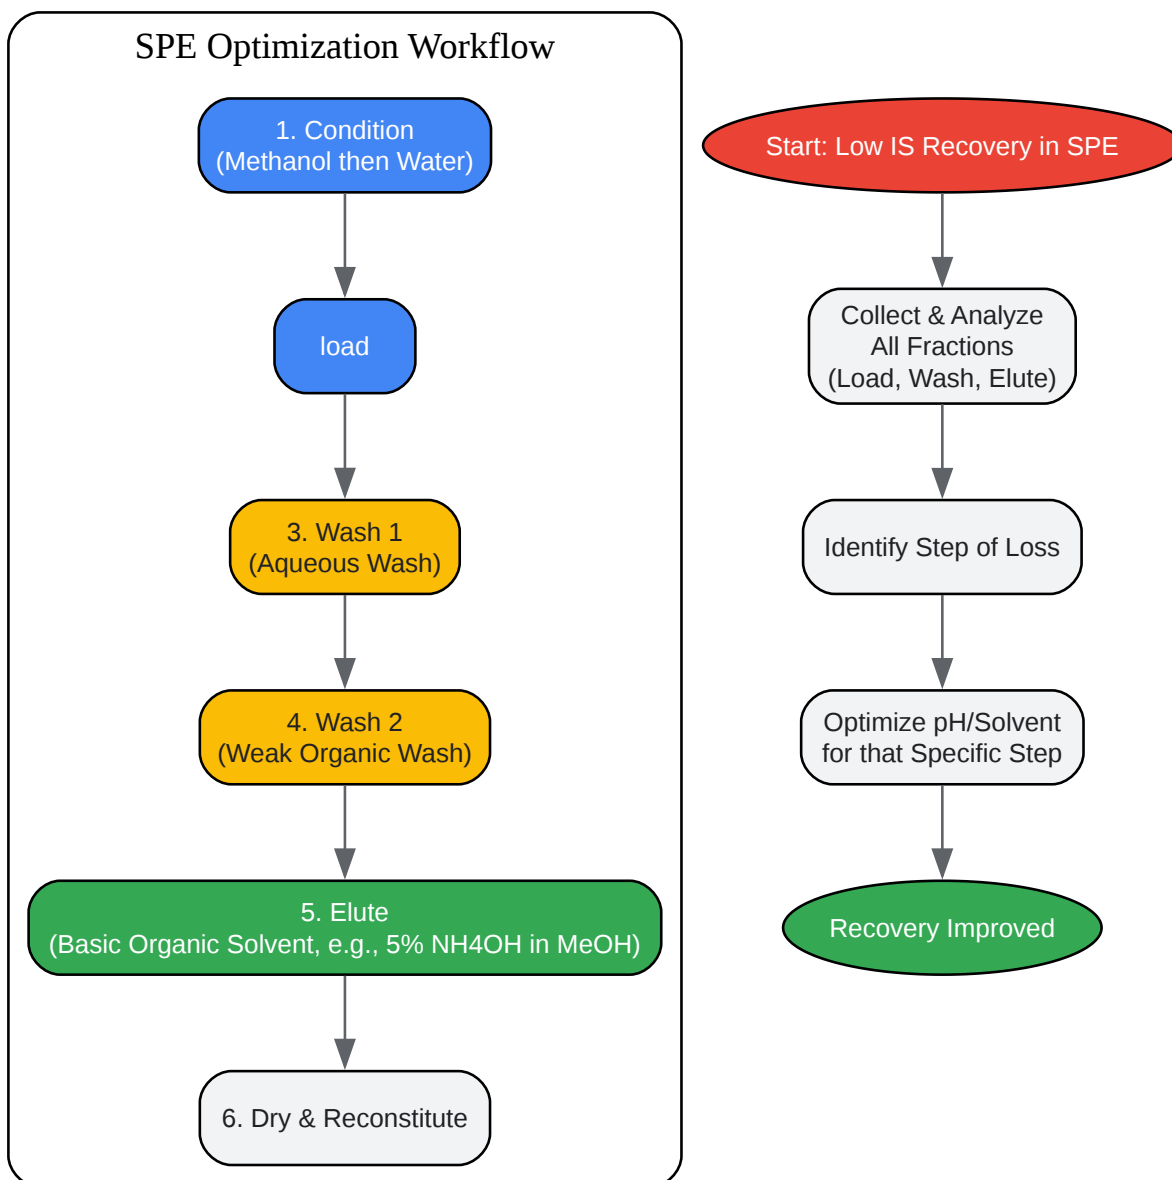 SPE Optimization Workflow
1. Condition
(Methanol then Water)
load
3. Wash 1
(Aqueous Wash)
4. Wash 2
(Weak Organic Wash)
5. Elute
(Basic Organic Solvent, e.g., 5% NH4OH in MeOH)
6. Dry & Reconstitute
Start: Low IS Recovery in SPE
Collect & Analyze
All Fractions
(Load, Wash, Elute)
Identify Step of Loss
Optimize pH/Solvent
for that Specific Step
Recovery Improved